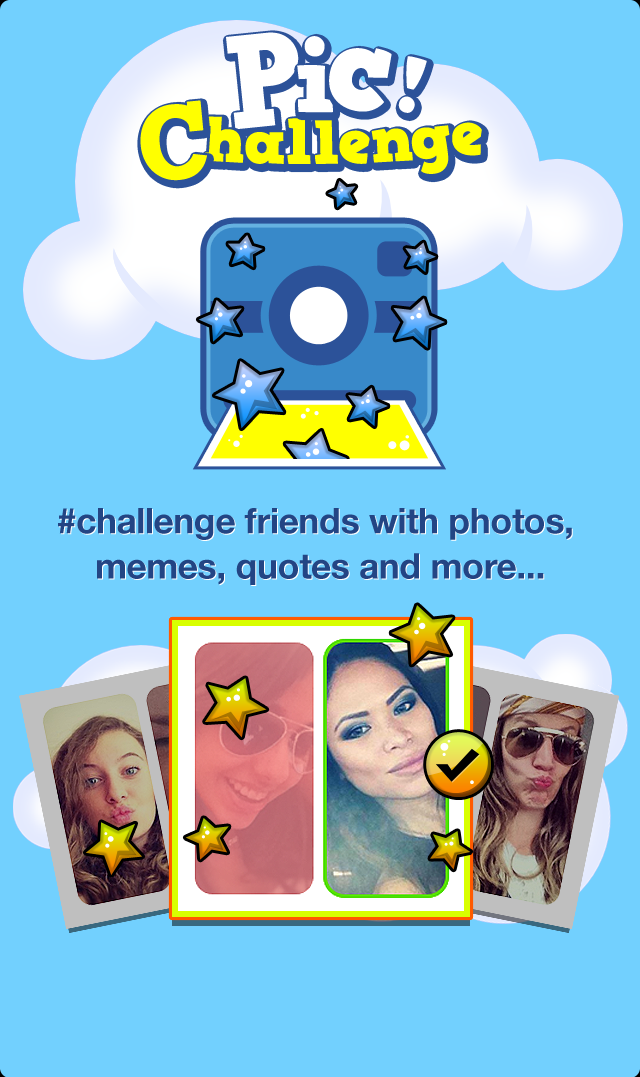 Pic!
Challenge
#challenge friends with photos,
memes, quotes and more...